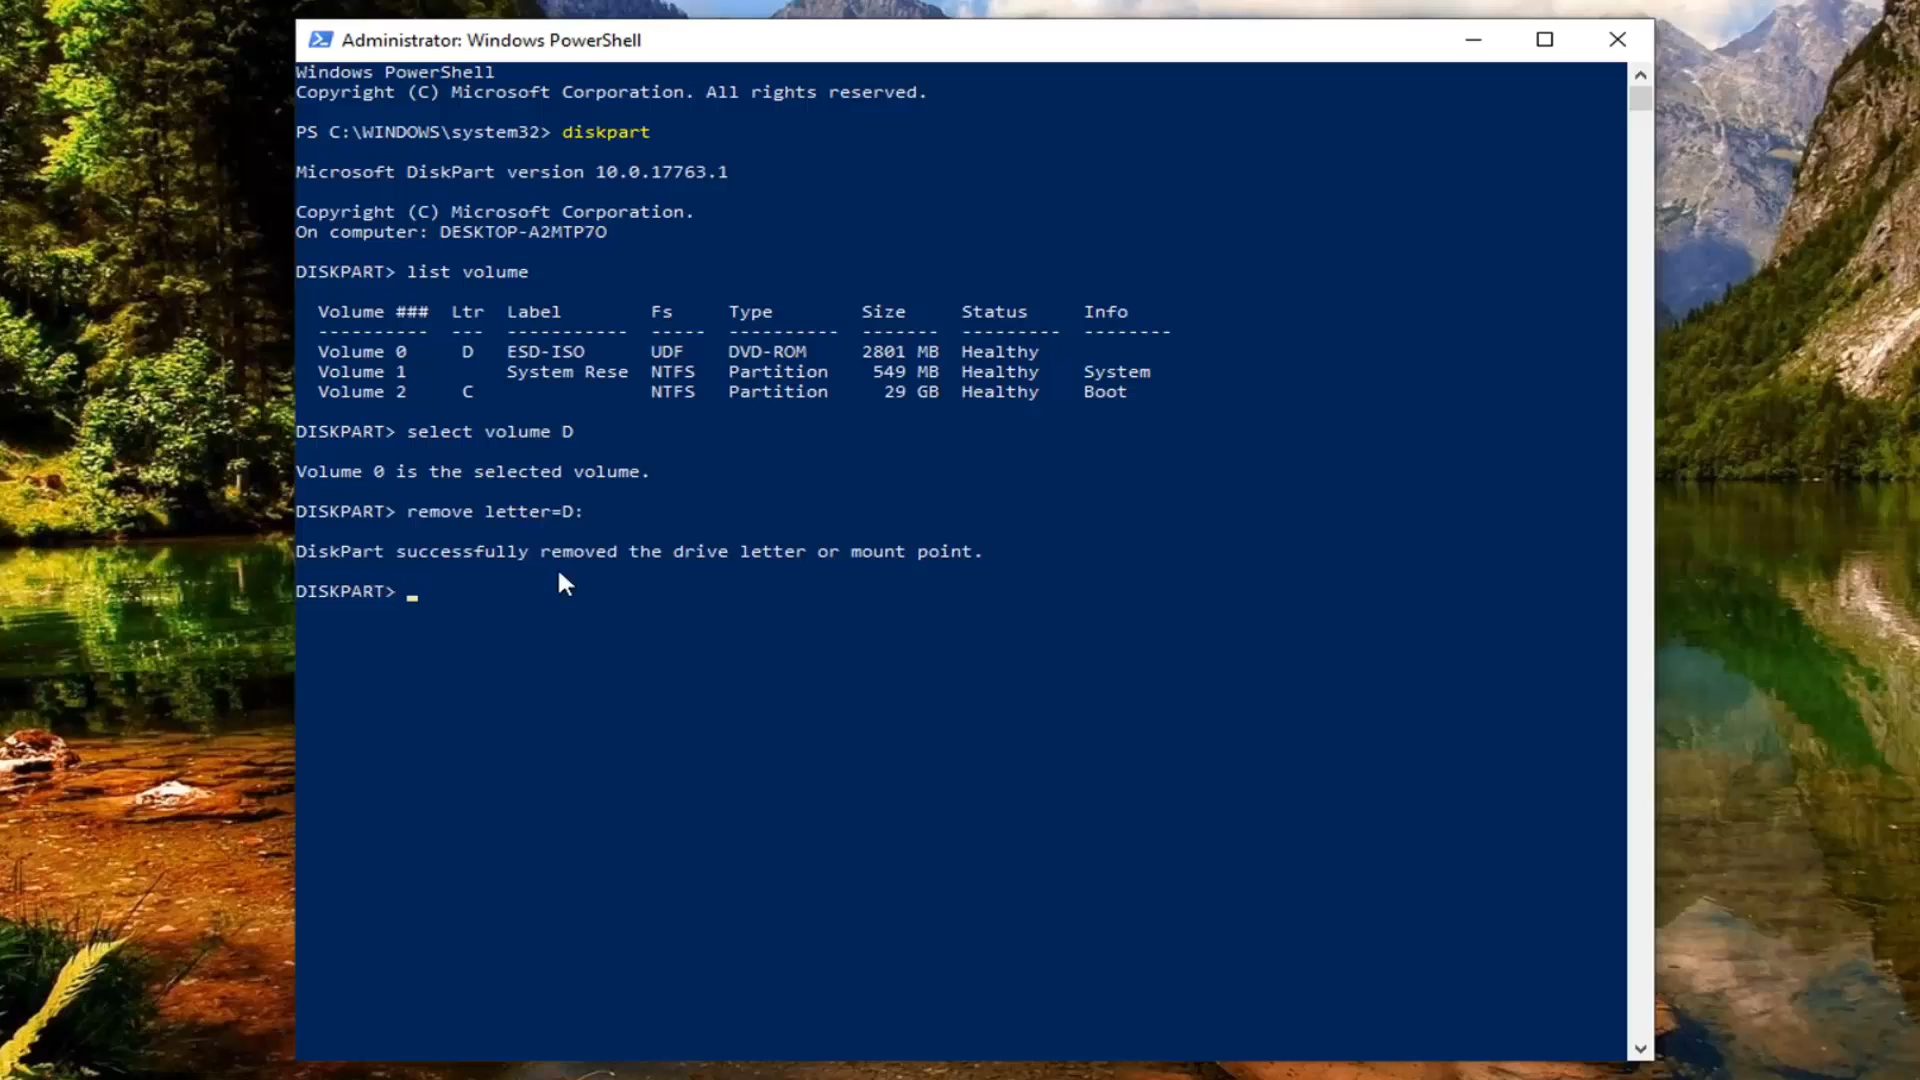 Administrator: Windows PowerShell
Windows PowerShell
Copyright (C) Microsoft Corporation. All rights reserved.
PS C:\WINDOWS\system32> diskpart
Microsoft DiskPart version 10.0.17763.1
Copyright (C) Microsoft Corporation.
On computer: DESKTOP-A2MTP7O
DISKPART> list volume
  Volume ###  Ltr  Label        Fs     Type        Size     Status     Info
  ----------  ---  -----------  -----  ----------  -------  ---------  --------
  Volume 0     D   ESD-ISO      UDF    DVD-ROM     2801 MB  Healthy
  Volume 1         System Rese  NTFS   Partition    549 MB  Healthy    System
  Volume 2     C                NTFS   Partition     29 GB  Healthy    Boot
DISKPART> select volume D
Volume 0 is the selected volume.
DISKPART> remove letter=D:
DiskPart successfully removed the drive letter or mount point.
DISKPART>